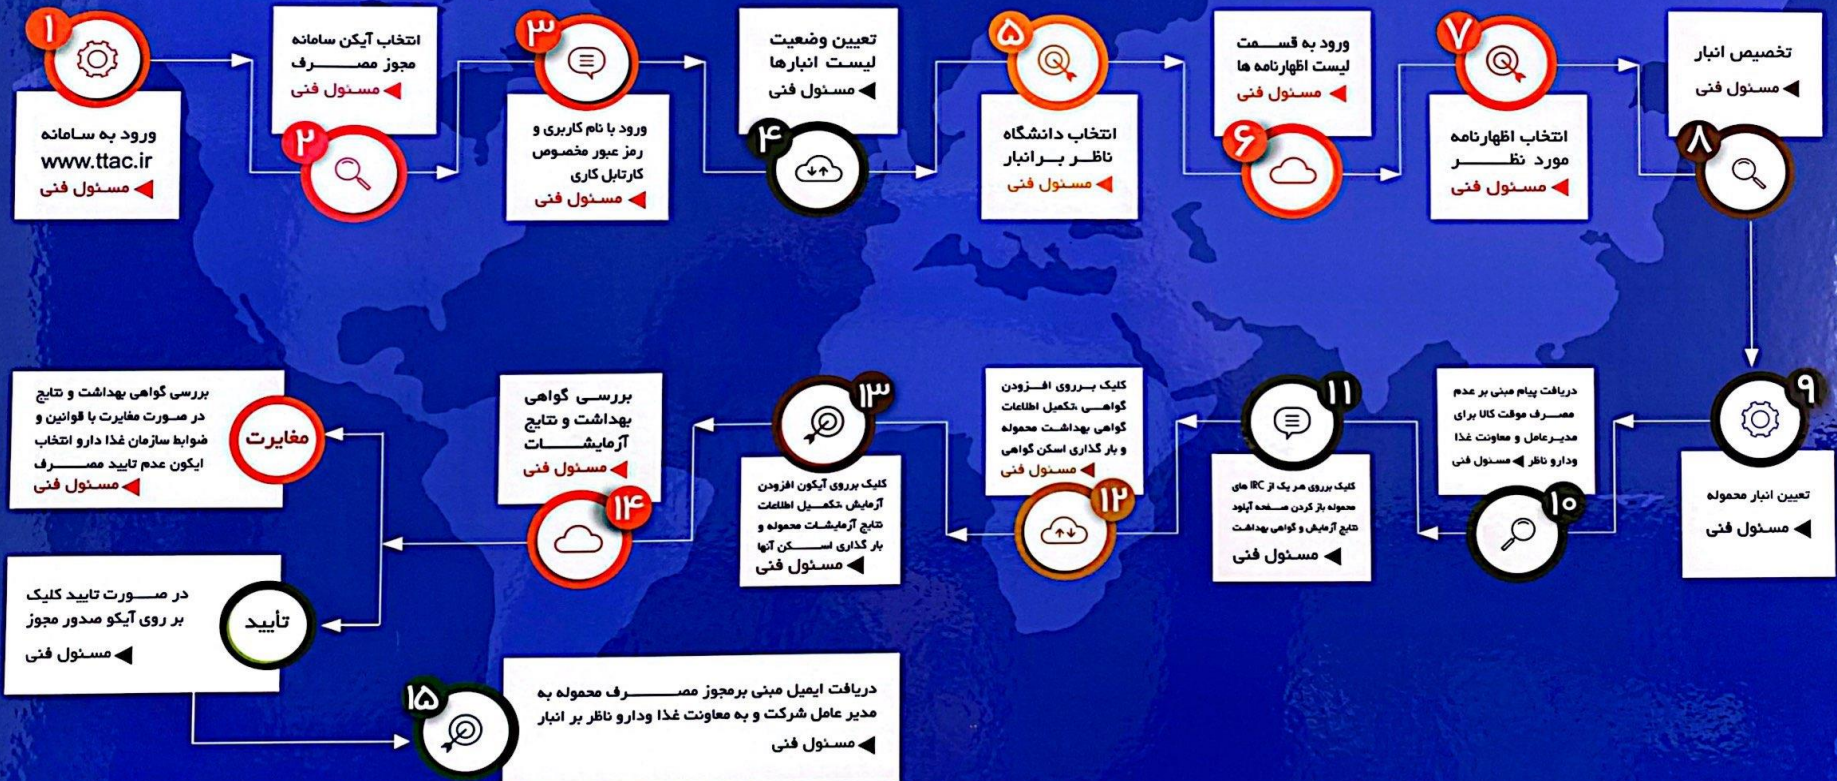 ۱
ورود به سامانه
www.ttac.ir
مسئول فنی
۲
انتخاب آیکن سامانه
مجوز مصرف
مسئول فنی
۳
ورود با نام کاربری و
رمز عبور مخصوص
کارتابل کاری
مسئول فنی
۴
تعیین وضعیت
لیست انبارها
مسئول فنی
۵
انتخاب دانشگاه
ناظر بر انبار
مسئول فنی
۶
ورود به قسمت
لیست اظهارنامه ها
مسئول فنی
۷
انتخاب اظهارنامه
مورد نظر
مسئول فنی
۸
تخصیص انبار
مسئول فنی
۹
تعیین انبار محموله
مسئول فنی
۱۰
دریافت پیام مبنی بر عدم
مصرف موقت کالا برای
مدیرعامل و معاونت غذا
ودارو ناظر مسئول فنی
۱۱
کلیک برروی هر یک از IRC های
محموله باز کردن صفحه آپلود
نتایج آزمایش و گواهی بهداشت
مسئول فنی
۱۲
کلیک برروی افزودن
گواهی ،تکمیل اطلاعات
گواهی بهداشت محموله
و بار گذاری اسکن گواهی
مسئول فنی
۱۳
کلیک برروی آیکون افزودن
آزمایش ،تکمیل اطلاعات
نتایج آزمایشات محموله و
بار گذاری اسکن آنها
مسئول فنی
۱۴
بررسی گواهی
بهداشت و نتایج
آزمایشات
مسئول فنی
مغایرت
بررسی گواهی بهداشت و نتایج
در صورت مغایرت با قوانین و
ضوابط سازمان غذا دارو انتخاب
ایکون عدم تایید مصرف
مسئول فنی
تأیید
در صورت تایید کلیک
بر روی آیکو صدور مجوز
مسئول فنی
۱۵
دریافت ایمیل مبنی برمجوز مصرف محموله به
مدیر عامل شرکت و به معاونت غذا ودارو ناظر بر انبار
مسئول فنی